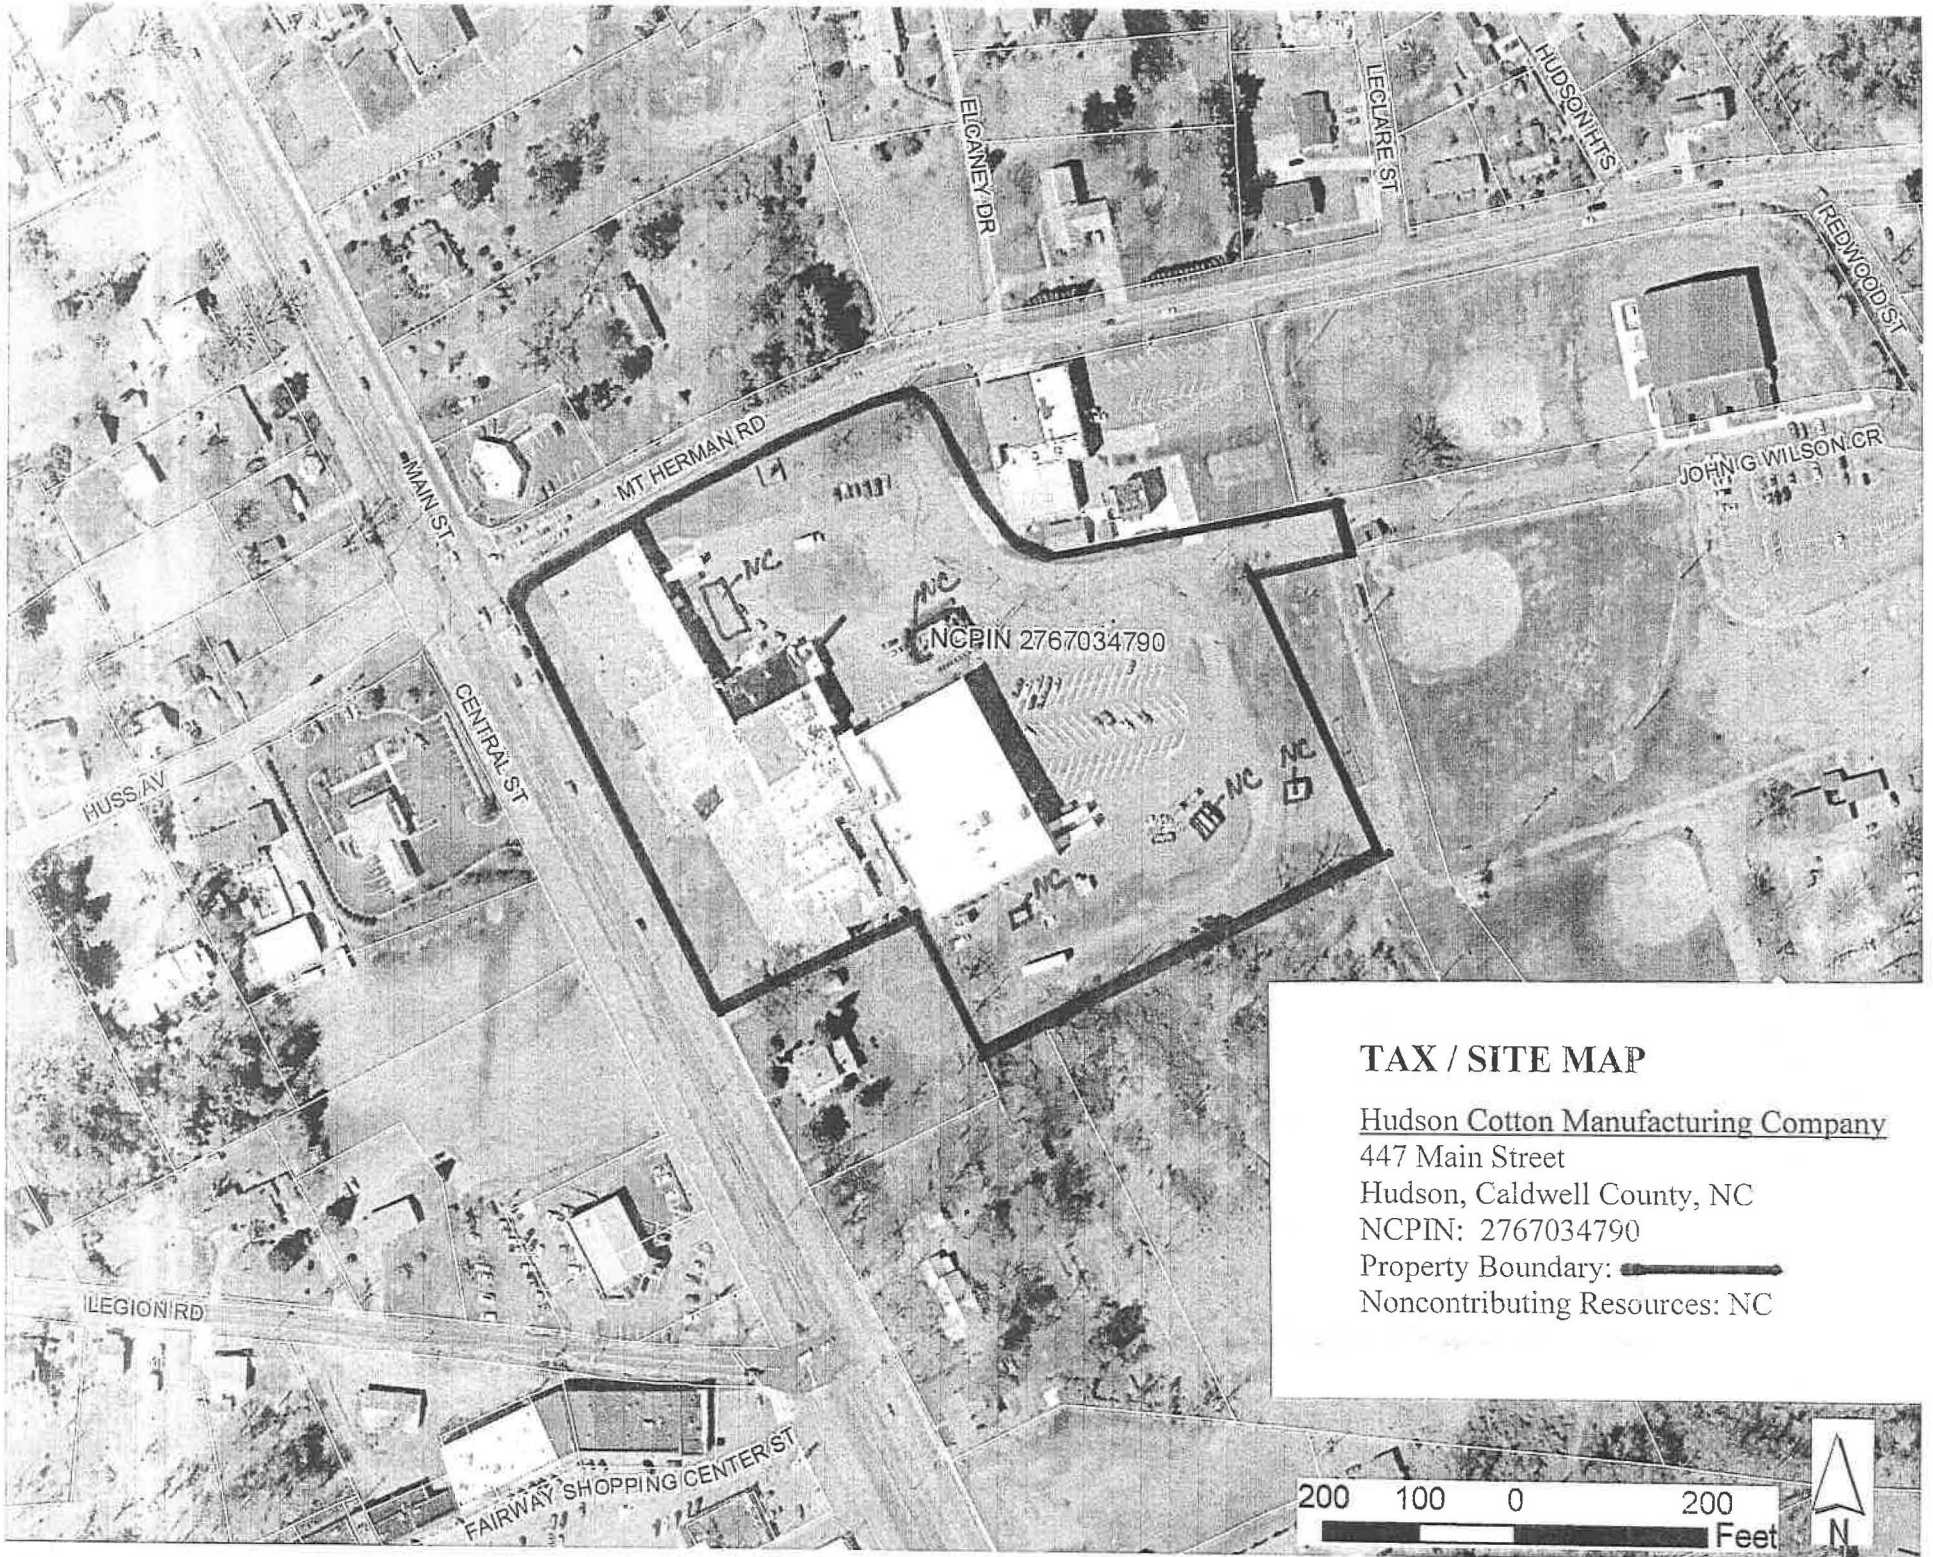 HUDSON HTS
LECLARE ST
ELCANEY DR
REDWOOD ST
MT HERMAN RD
MAIN ST
JOHN G WILSON CR
NC
NC
NCPIN 2767034790
CENTRAL ST
HUSS AV
NC
NC
NC
TAX / SITE MAP
Hudson Cotton Manufacturing Company
447 Main Street
Hudson, Caldwell County, NC
NCPIN: 2767034790
Property Boundary:
Noncontributing Resources: NC
LEGION RD
FAIRWAY SHOPPING CENTER ST
200 100 0 200
Feet
N